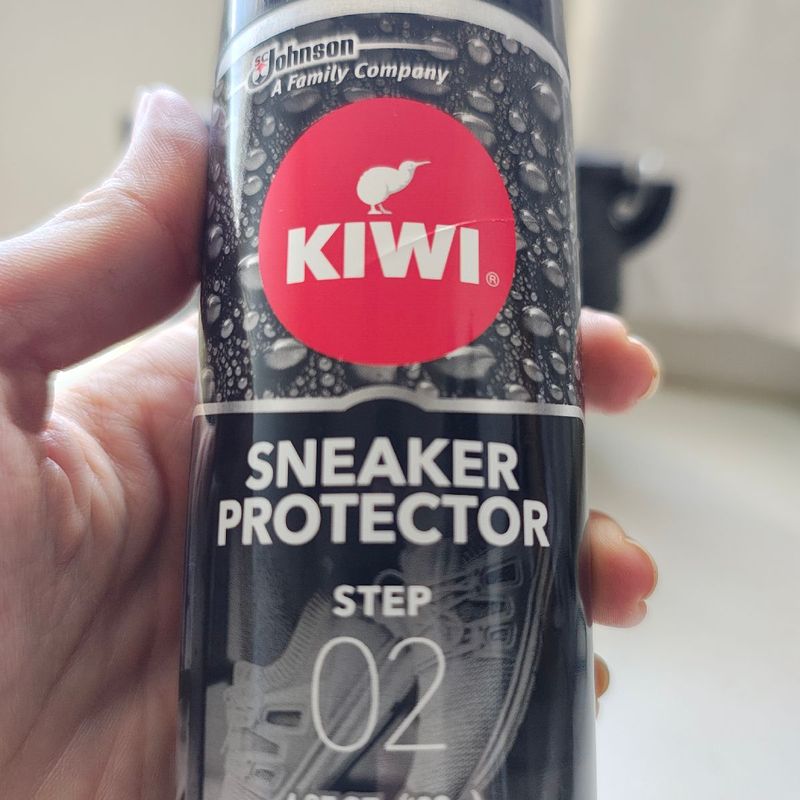 SC Johnson
A Family Company
KIWI®
SNEAKER
PROTECTOR
STEP
02